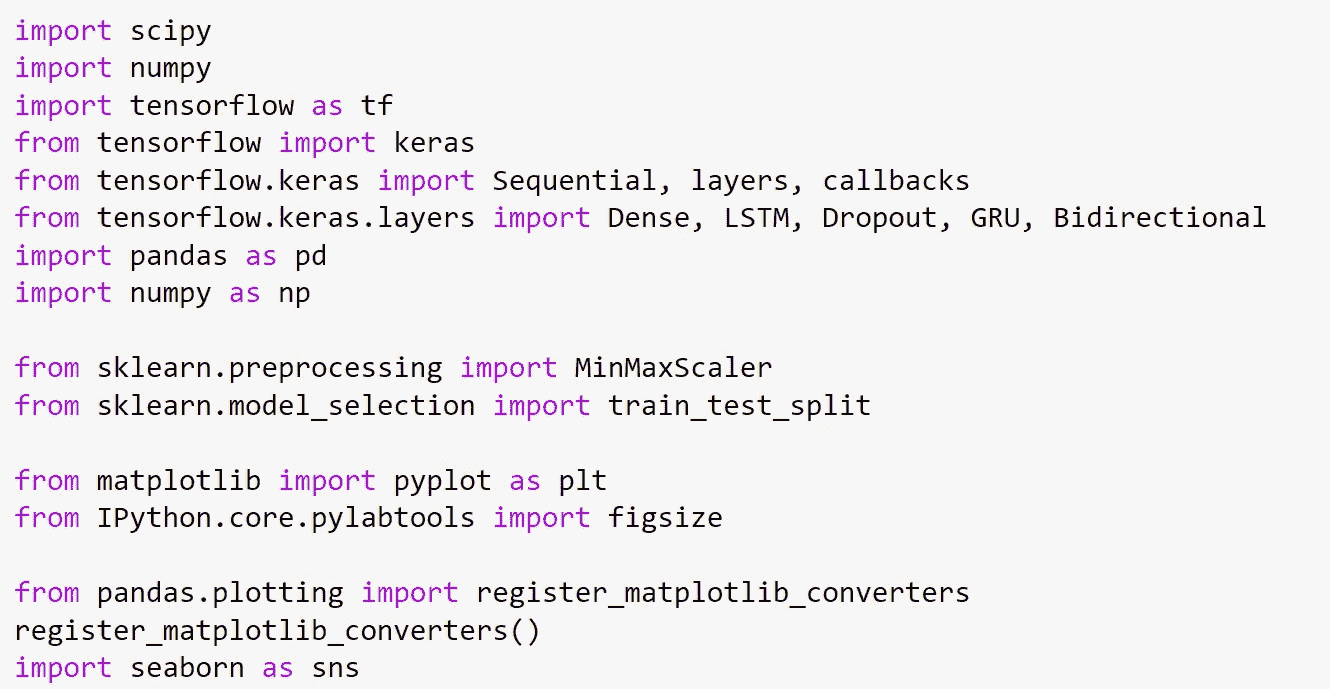 import scipy
import numpy
import tensorflow as tf
from tensorflow import keras
from tensorflow.keras import Sequential, layers, callbacks
from tensorflow.keras.layers import Dense, LSTM, Dropout, GRU, Bidirectional
import pandas as pd
import numpy as np
from sklearn.preprocessing import MinMaxScaler
from sklearn.model_selection import train_test_split
from matplotlib import pyplot as plt
from IPython.core.pylabtools import figsize
from pandas.plotting import register_matplotlib_converters
register_matplotlib_converters()
import seaborn as sns